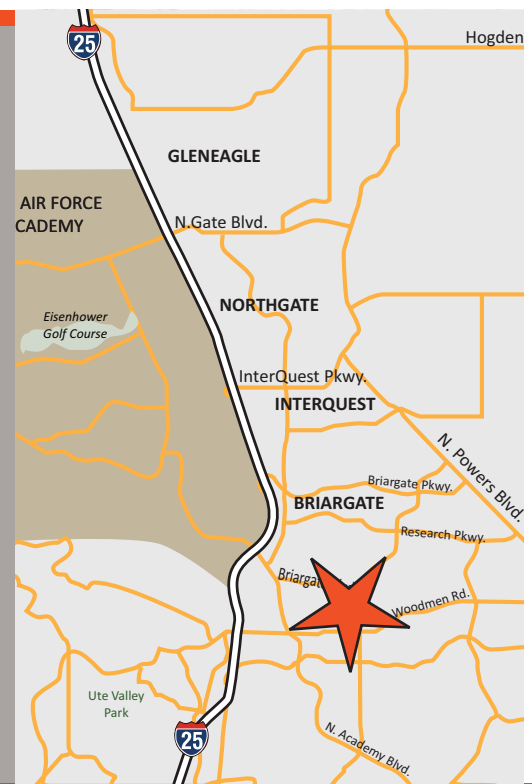 25
Hogden
GLENEAGLE
AIR FORCE
CADEMY
N.Gate Blvd.
Eisenhower
Golf Course
NORTHGATE
InterQuest Pkwy.
INTERQUEST
N. Powers Blvd.
Briargate Pkwy.
BRIARGATE
Research Pkwy.
Briargate
Woodmen Rd.
Ute Valley
Park
N. Academy Blvd.
25